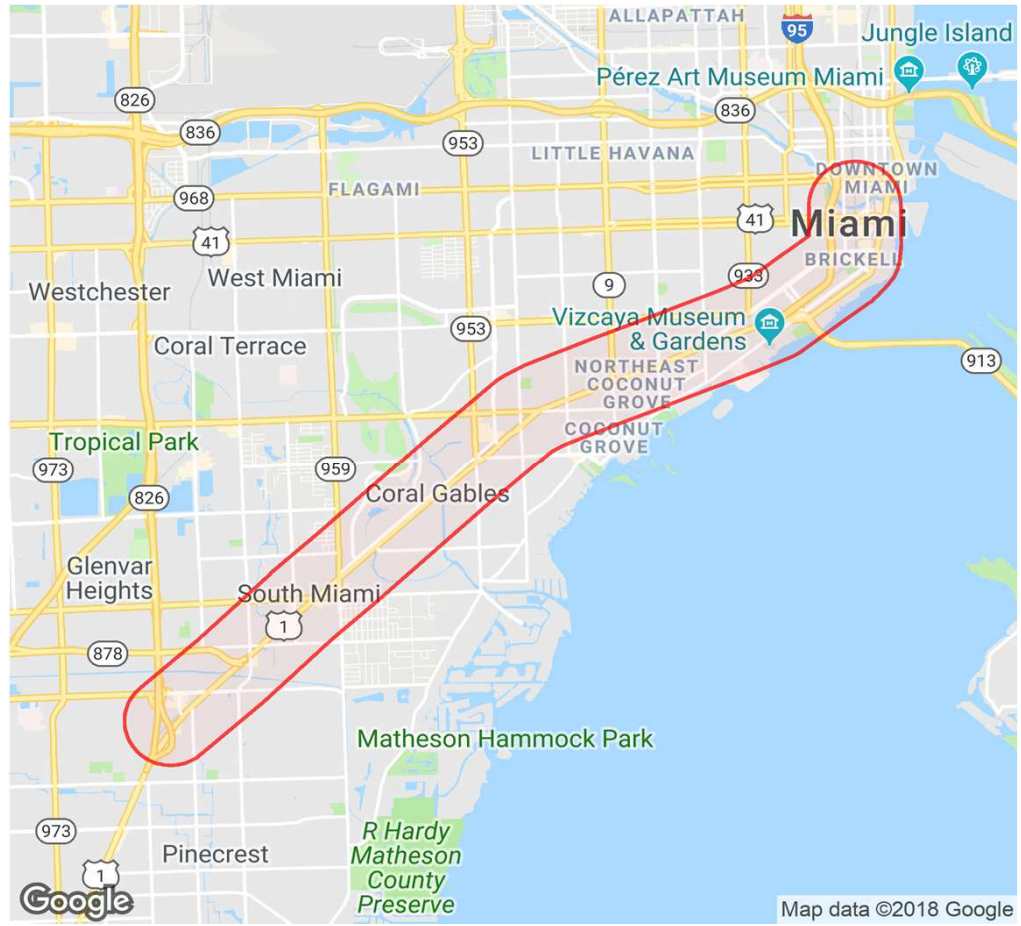 ALLAPATTAH
95
Jungle Island
Pérez Art Museum Miami
826
836
836
953
LITTLE HAVANA
DOWNTOWN
MIAMI
FLAGAMI
968
41
Miami
41
BRICKELL
West Miami
933
9
Westchester
Vizcaya Museum
& Gardens
953
Coral Terrace
913
NORTHEAST
COCONUT
GROVE
COCONUT
GROVE
Tropical Park
973
959
826
Coral Gables
Glenvar
Heights
South Miami
1
878
Matheson Hammock Park
973
R Hardy
Matheson
County
Preserve
Pinecrest
1
Google
Map data ©2018 Google